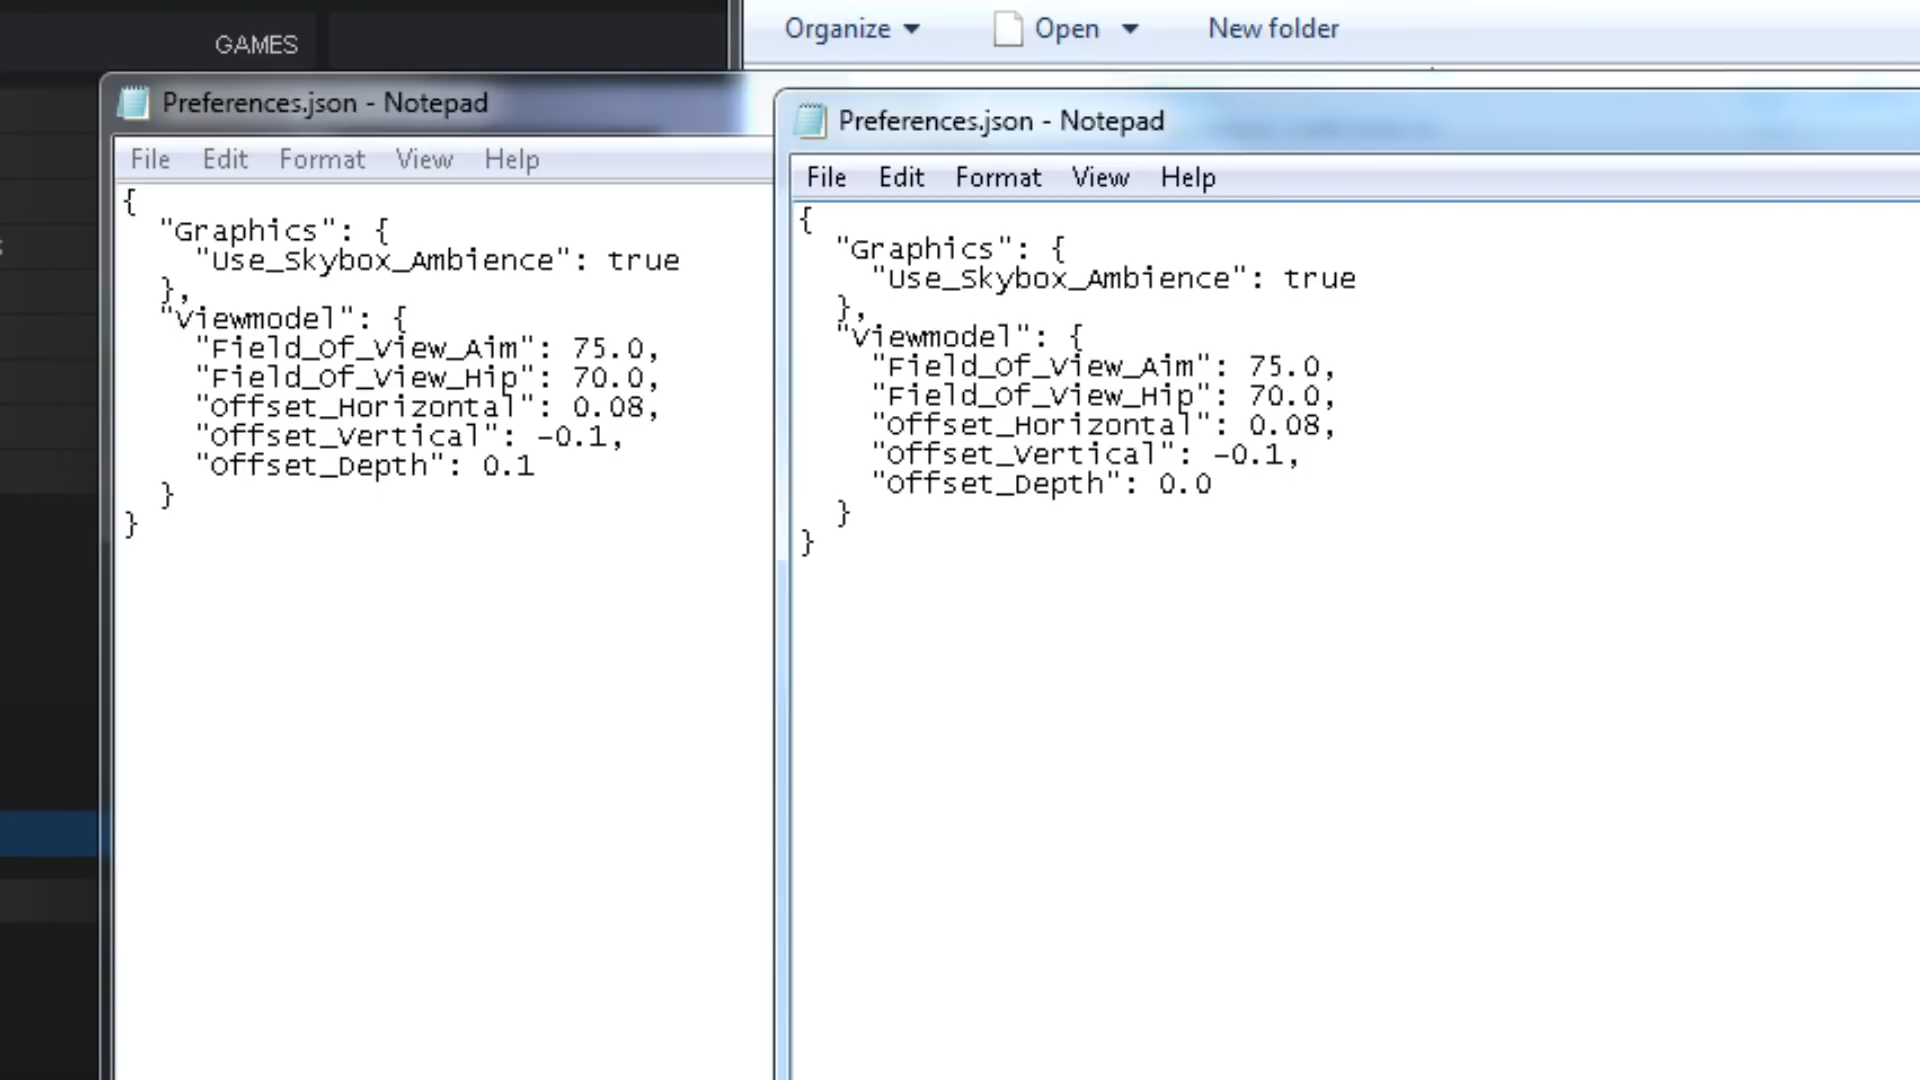 GAMES
Organize Open New folder
Preferences.json - Notepad
File Edit Format View Help
{
"Graphics": {
"Use_Skybox_Ambience": true
},
"Viewmodel": {
"Field_Of_View_Aim": 75.0,
"Field_Of_View_Hip": 70.0,
"Offset_Horizontal": 0.08,
"Offset_Vertical": -0.1,
"Offset_Depth": 0.1
}
}
Preferences.json - Notepad
File Edit Format View Help
{
"Graphics": {
"Use_Skybox_Ambience": true
},
"Viewmodel": {
"Field_Of_View_Aim": 75.0,
"Field_Of_View_Hip": 70.0,
"Offset_Horizontal": 0.08,
"Offset_Vertical": -0.1,
"Offset_Depth": 0.0
}
}